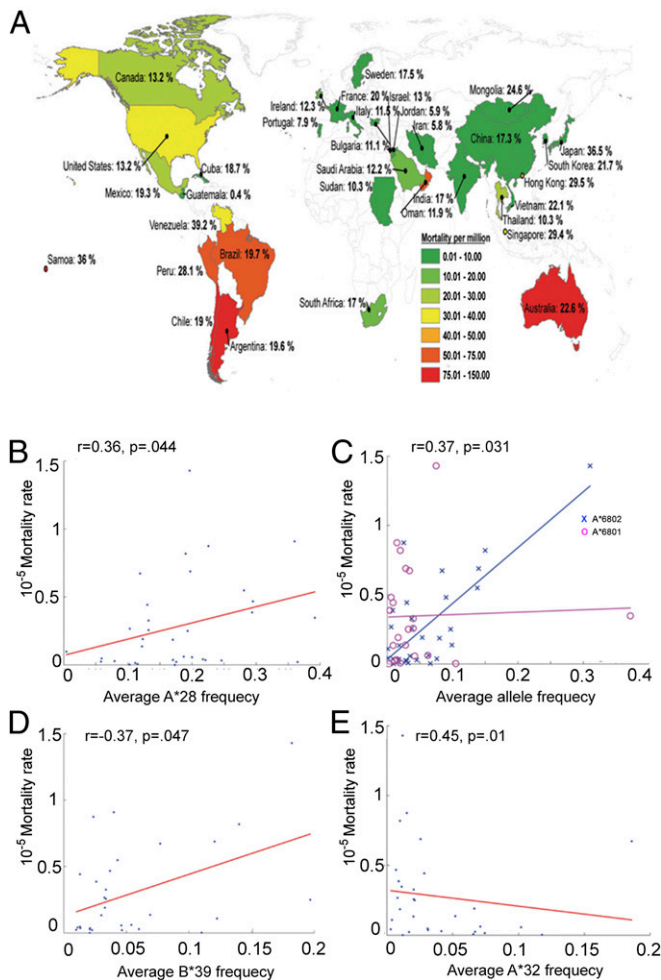 A
Canada: 13.2 %
United States: 13.2 %
Mexico: 19.3 %
Cuba: 18.7 %
Guatemala: 0.4 %
Venezuela: 39.2 %
Brazil: 19.7 %
Peru: 28.1 %
Samoa: 36 %
Chile: 19 %
Argentina: 19.6 %
Sweden: 17.5 %
Ireland: 12.3 %
France: 20 %
Israel: 13 %
Italy: 11.5 %
Jordan: 5.9 %
Portugal: 7.9 %
Iran: 5.8 %
Bulgaria: 11.1 %
Saudi Arabia: 12.2 %
Sudan: 10.3 %
India: 17 %
Oman: 11.9 %
South Africa: 17 %
Mongolia: 24.6 %
China: 17.3 %
Japan: 36.5 %
South Korea: 21.7 %
Hong Kong: 29.5 %
Vietnam: 22.1 %
Thailand: 10.3 %
Singapore: 29.4 %
Australia: 22.6 %
Mortality per million
0.01 - 10.00
10.01 - 20.00
20.01 - 30.00
30.01 - 40.00
40.01 - 50.00
50.01 - 75.00
75.01 - 150.00
B
r=0.36, p=.044
10⁻⁵ Mortality rate
1.5
1
0.5
0
0 0.1 0.2 0.3 0.4
Average A*28 frequecy
C
r=0.37, p=.031
10⁻⁵ Mortality rate
1.5
1
0.5
0
A*6802
A*6801
0 0.1 0.2 0.3 0.4
Average allele frequecy
D
r=-0.37, p=.047
10⁻⁵ Mortality rate
1.5
1
0.5
0
0 0.05 0.1 0.15 0.2
Average B*39 frequecy
E
r=0.45, p=.01
10⁻⁵ Mortality rate
1.5
1
0.5
0
0 0.05 0.1 0.15 0.2
Average A*32 frequecy